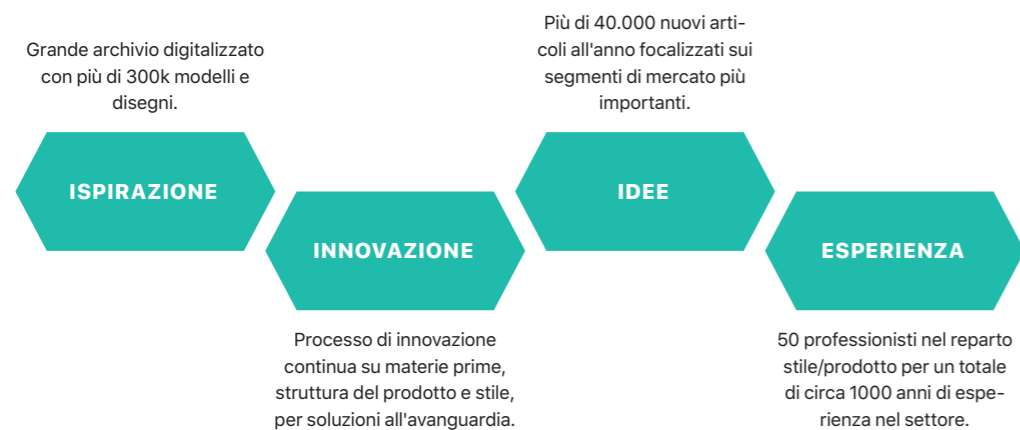 Grande archivio digitalizzato
con più di 300k modelli e
disegni.
ISPIRAZIONE
INNOVAZIONE
Processo di innovazione
continua su materie prime,
struttura del prodotto e stile,
per soluzioni all'avanguardia.
Più di 40.000 nuovi arti-
coli all'anno focalizzati sui
segmenti di mercato più
importanti.
IDEE
ESPERIENZA
50 professionisti nel reparto
stile/prodotto per un totale
di circa 1000 anni di espe-
rienza nel settore.